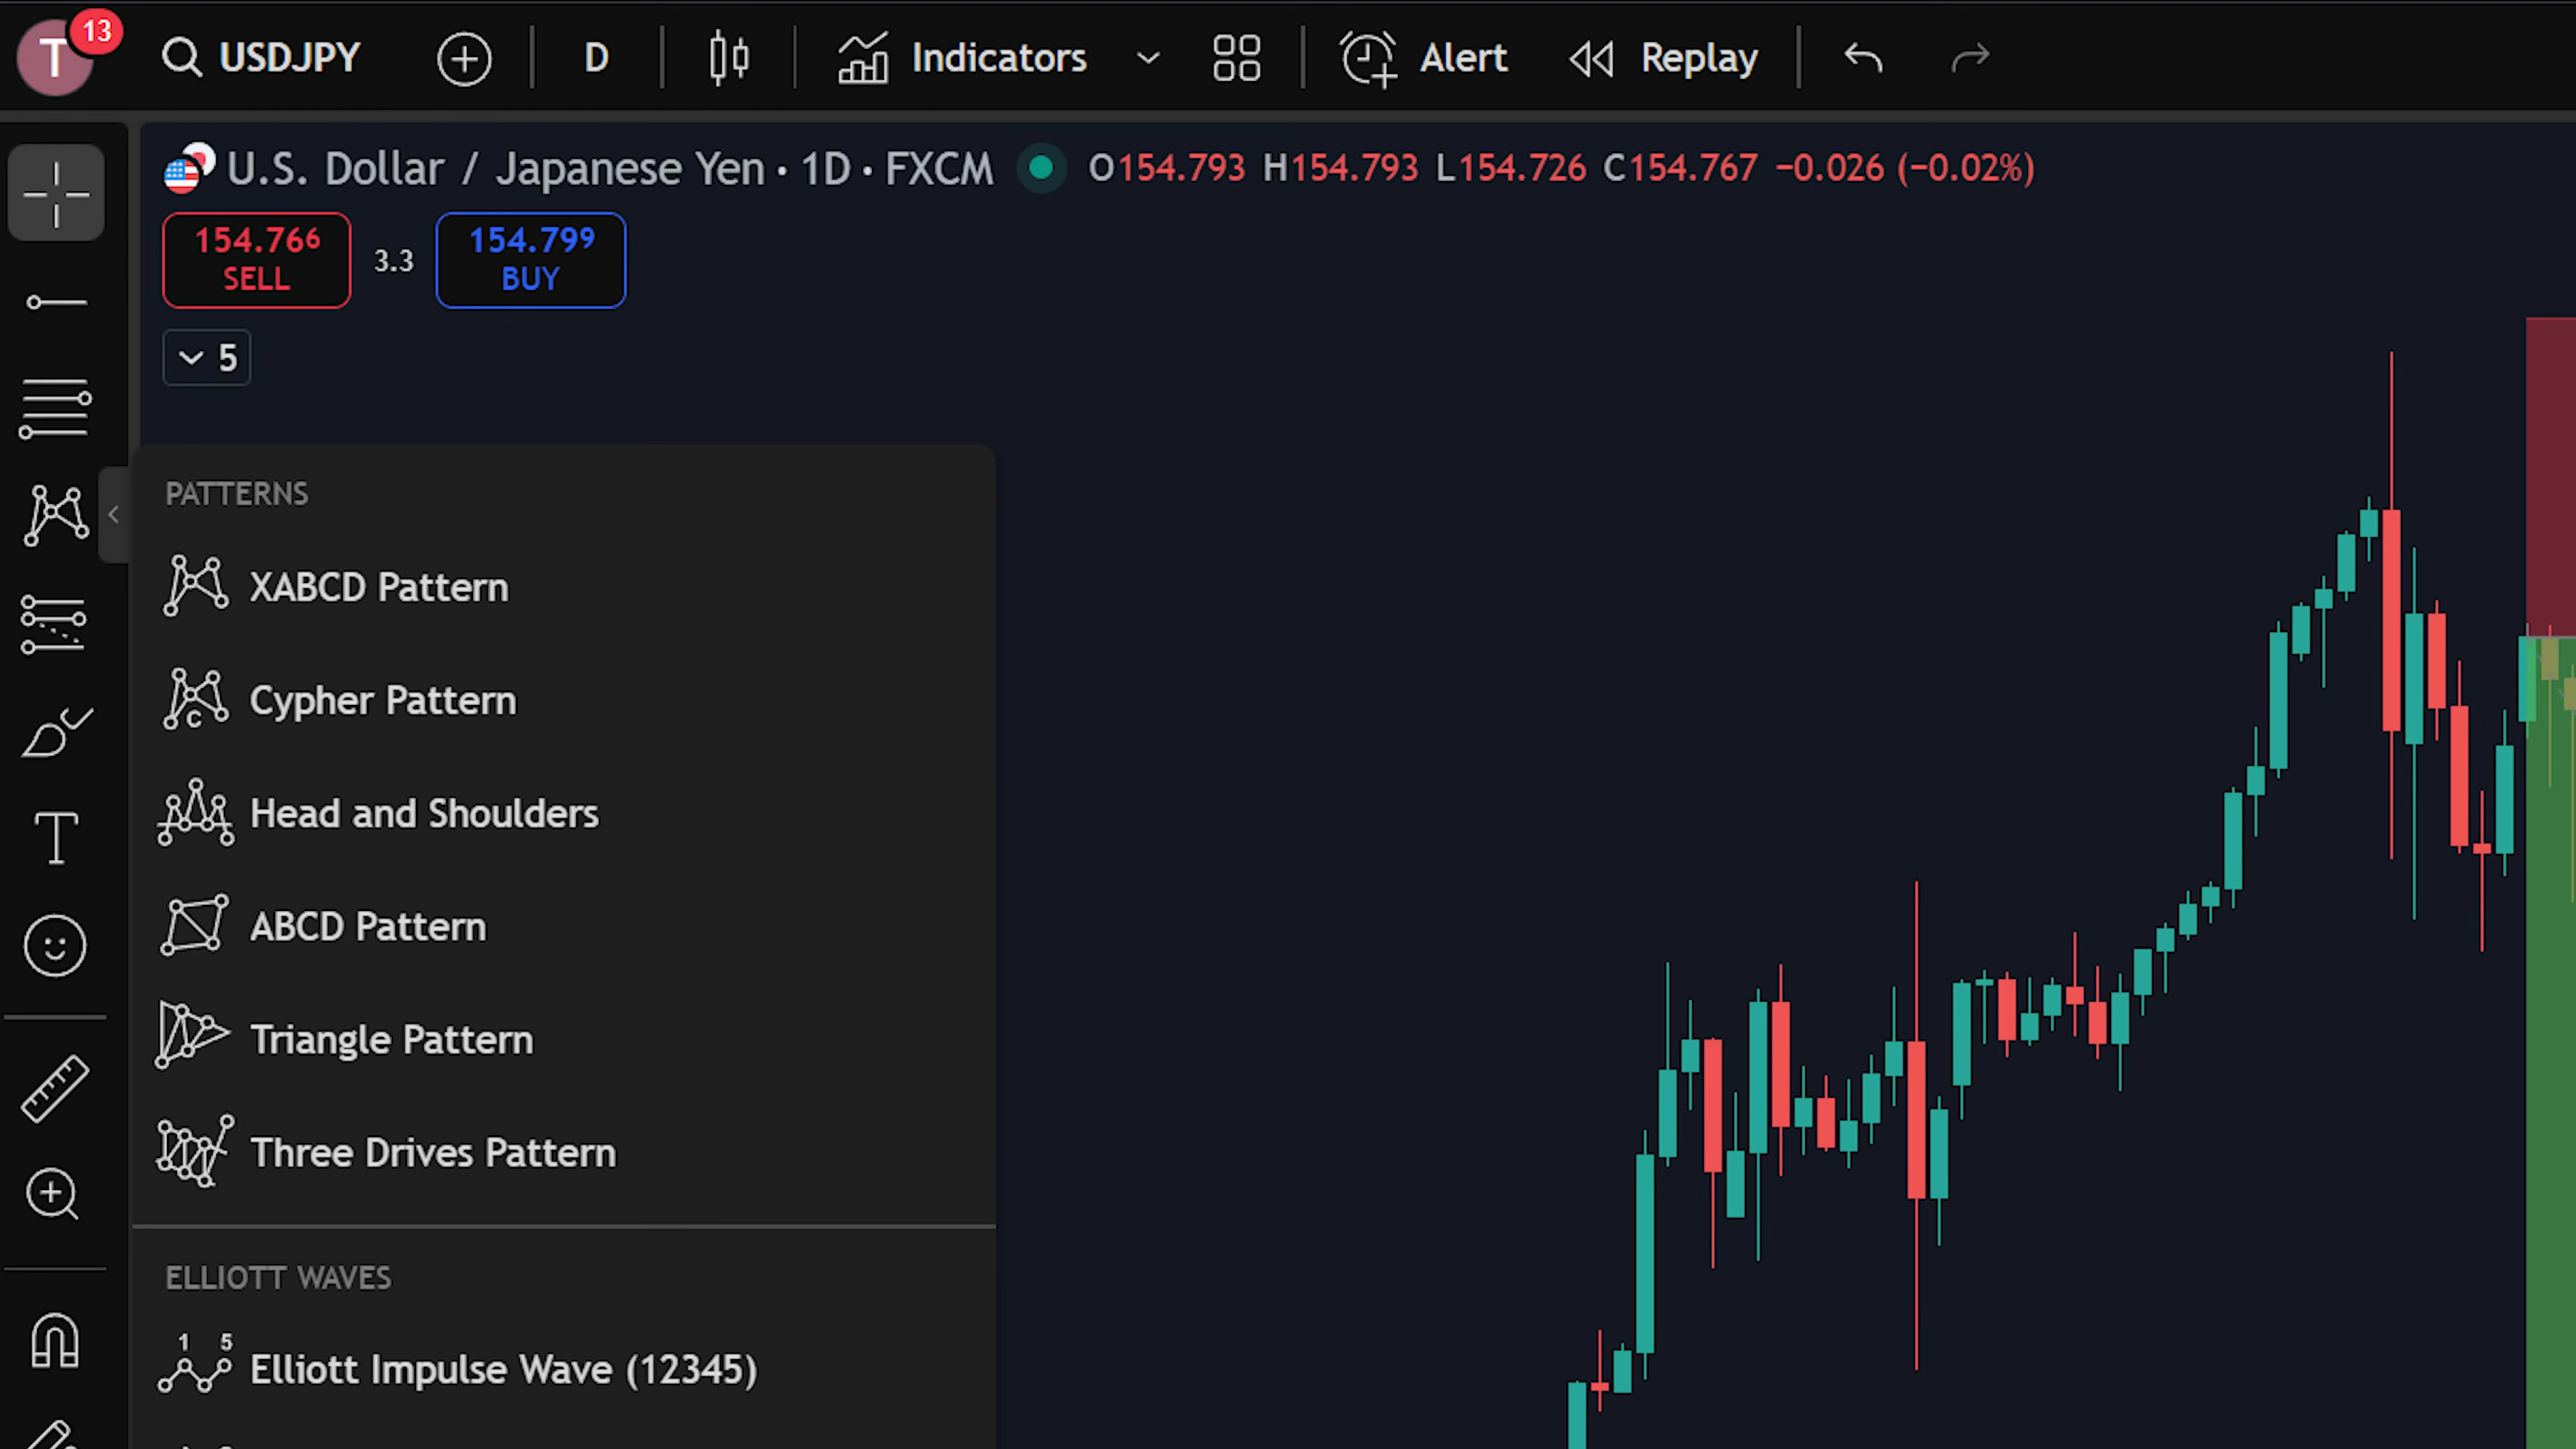 T 13 USDJPY D Indicators Alert Replay
U.S. Dollar / Japanese Yen · 1D · FXCM O154.793 H154.793 L154.726 C154.767 −0.026 (−0.02%)
154.766 3.3 154.799
SELL BUY
5
PATTERNS
XABCD Pattern
C Cypher Pattern
Head and Shoulders
ABCD Pattern
Triangle Pattern
Three Drives Pattern
ELLIOTT WAVES
1 5
Elliott Impulse Wave (12345)